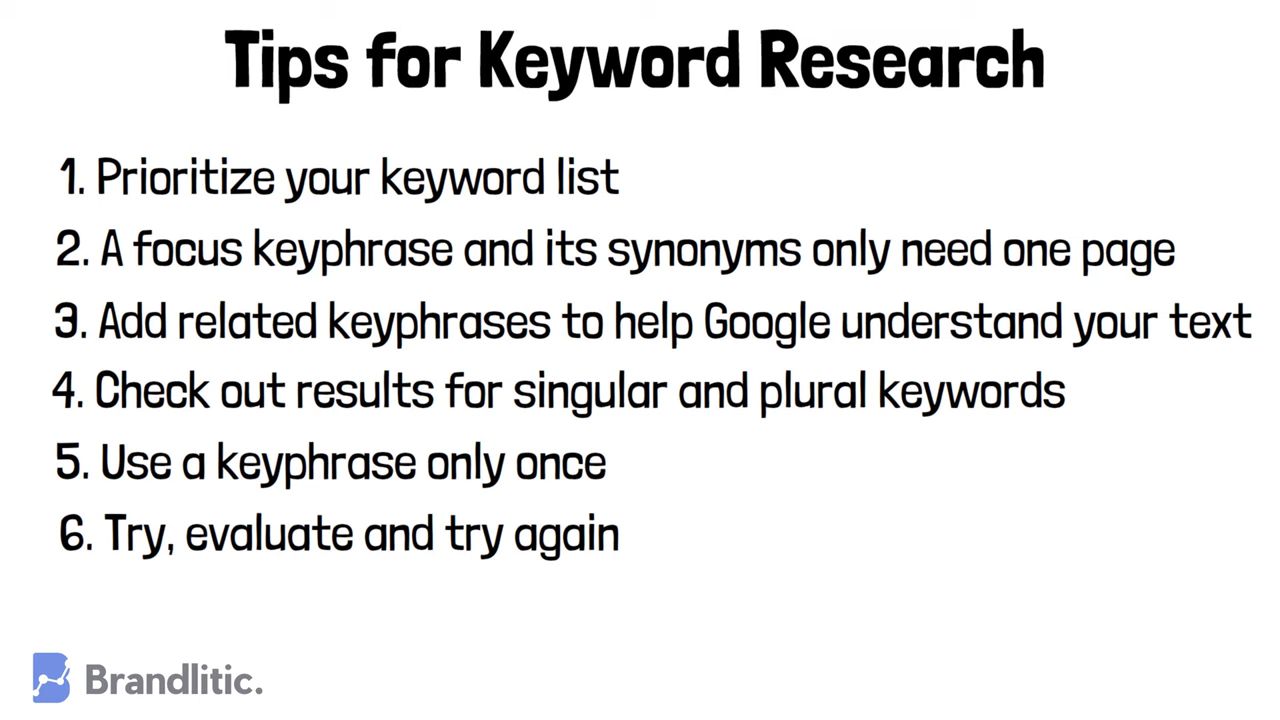 Tips for Keyword Research
1. Prioritize your keyword list
2. A focus keyphrase and its synonyms only need one page
3. Add related keyphrases to help Google understand your text
4. Check out results for singular and plural keywords
5. Use a keyphrase only once
6. Try, evaluate and try again
Brandlitic.